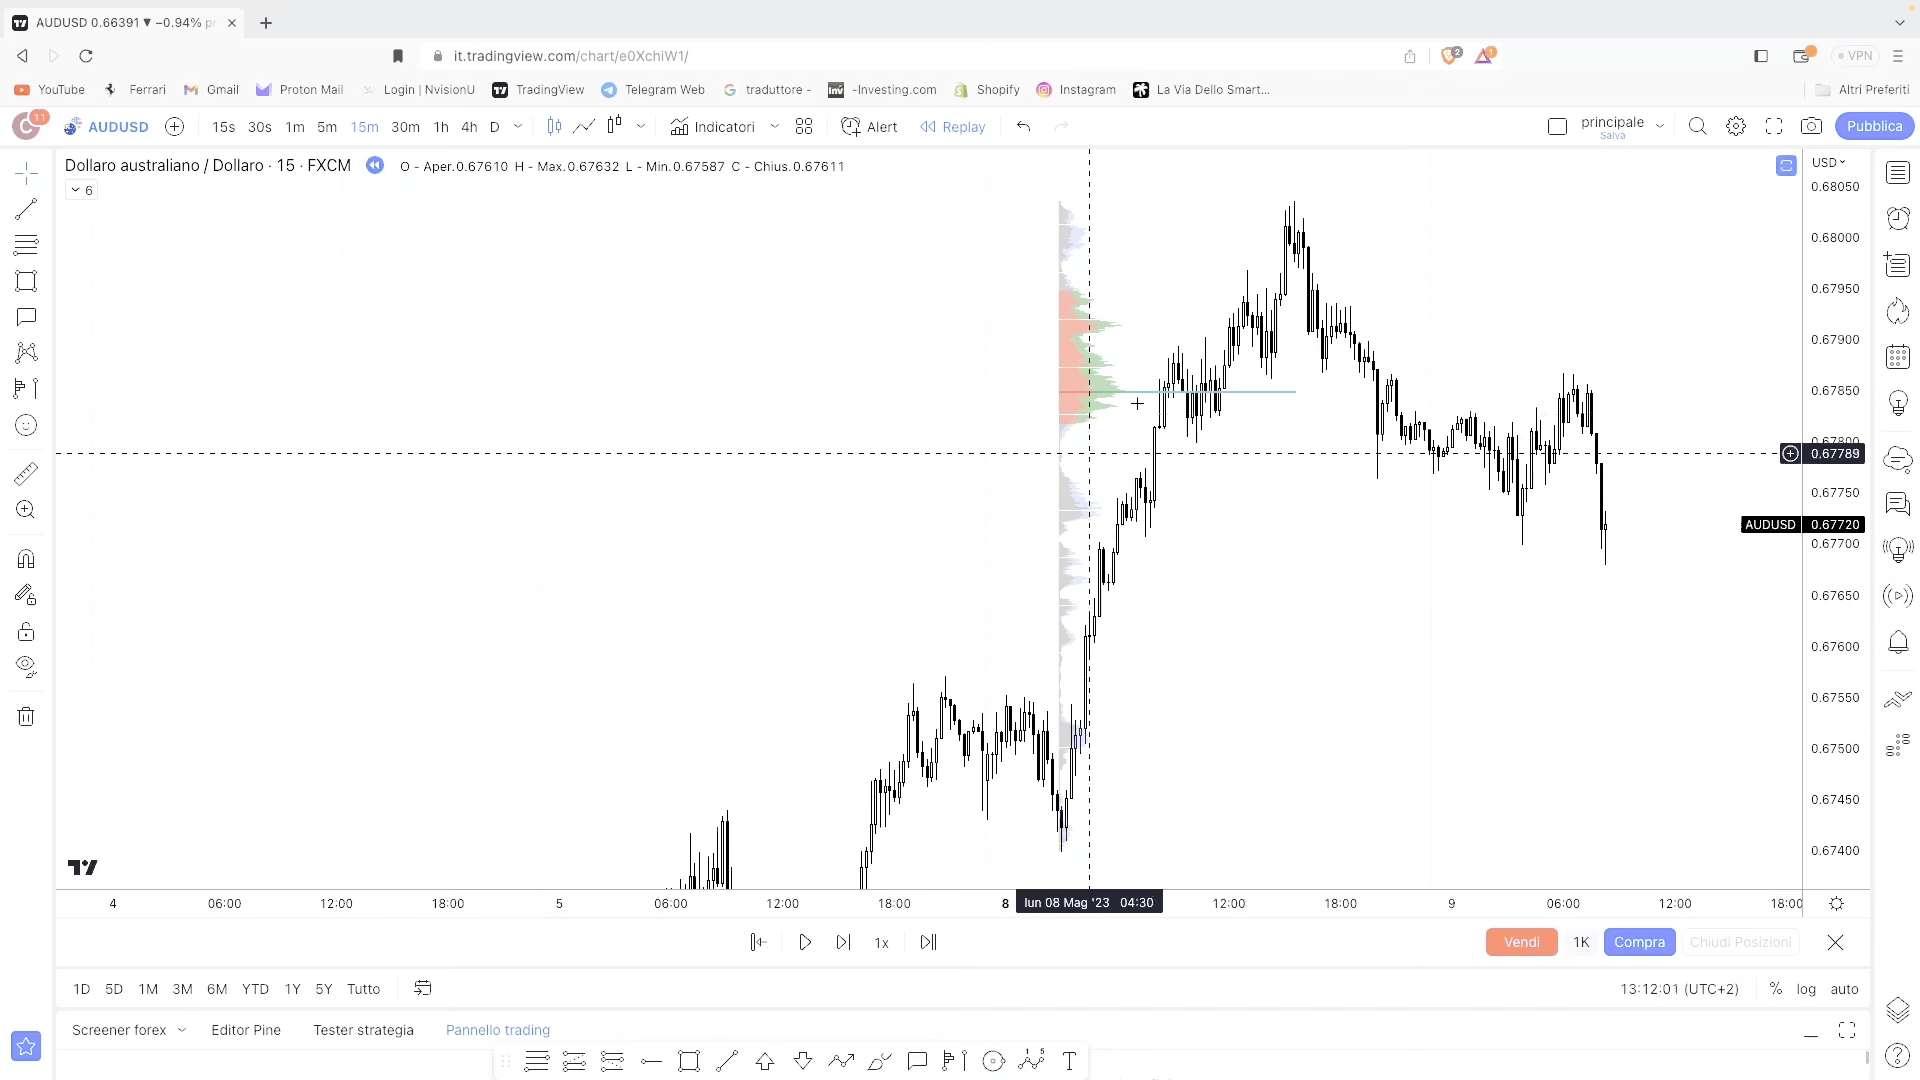 AUDUSD 0.66391 ▼ −0.94% pr
it.tradingview.com/chart/e0XchiW1/
2
1
VPN
YouTube Ferrari Gmail Proton Mail Login | NvisionU TradingView Telegram Web traduttore - -Investing.com Shopify Instagram La Via Dello Smart... Altri Preferiti
C 11 AUDUSD 15s 30s 1m 5m 15m 30m 1h 4h D Indicatori Alert Replay principale Pubblica
Salva
Dollaro australiano / Dollaro · 15 · FXCM O - Aper.0.67610 H - Max.0.67632 L - Min.0.67587 C - Chius.0.67611 USD
6
0.68050
0.68000
0.67950
0.67900
0.67850
0.67800
0.67789
0.67750
AUDUSD 0.67720
0.67700
0.67650
0.67600
0.67550
0.67500
0.67450
0.67400
4 06:00 12:00 18:00 5 06:00 12:00 18:00 8 lun 08 Mag '23 04:30 12:00 18:00 9 06:00 12:00 18:00
1x Vendi 1K Compra Chiudi Posizioni
1D 5D 1M 3M 6M YTD 1Y 5Y Tutto 13:12:01 (UTC+2) % log auto
Screener forex Editor Pine Tester strategia Pannello trading